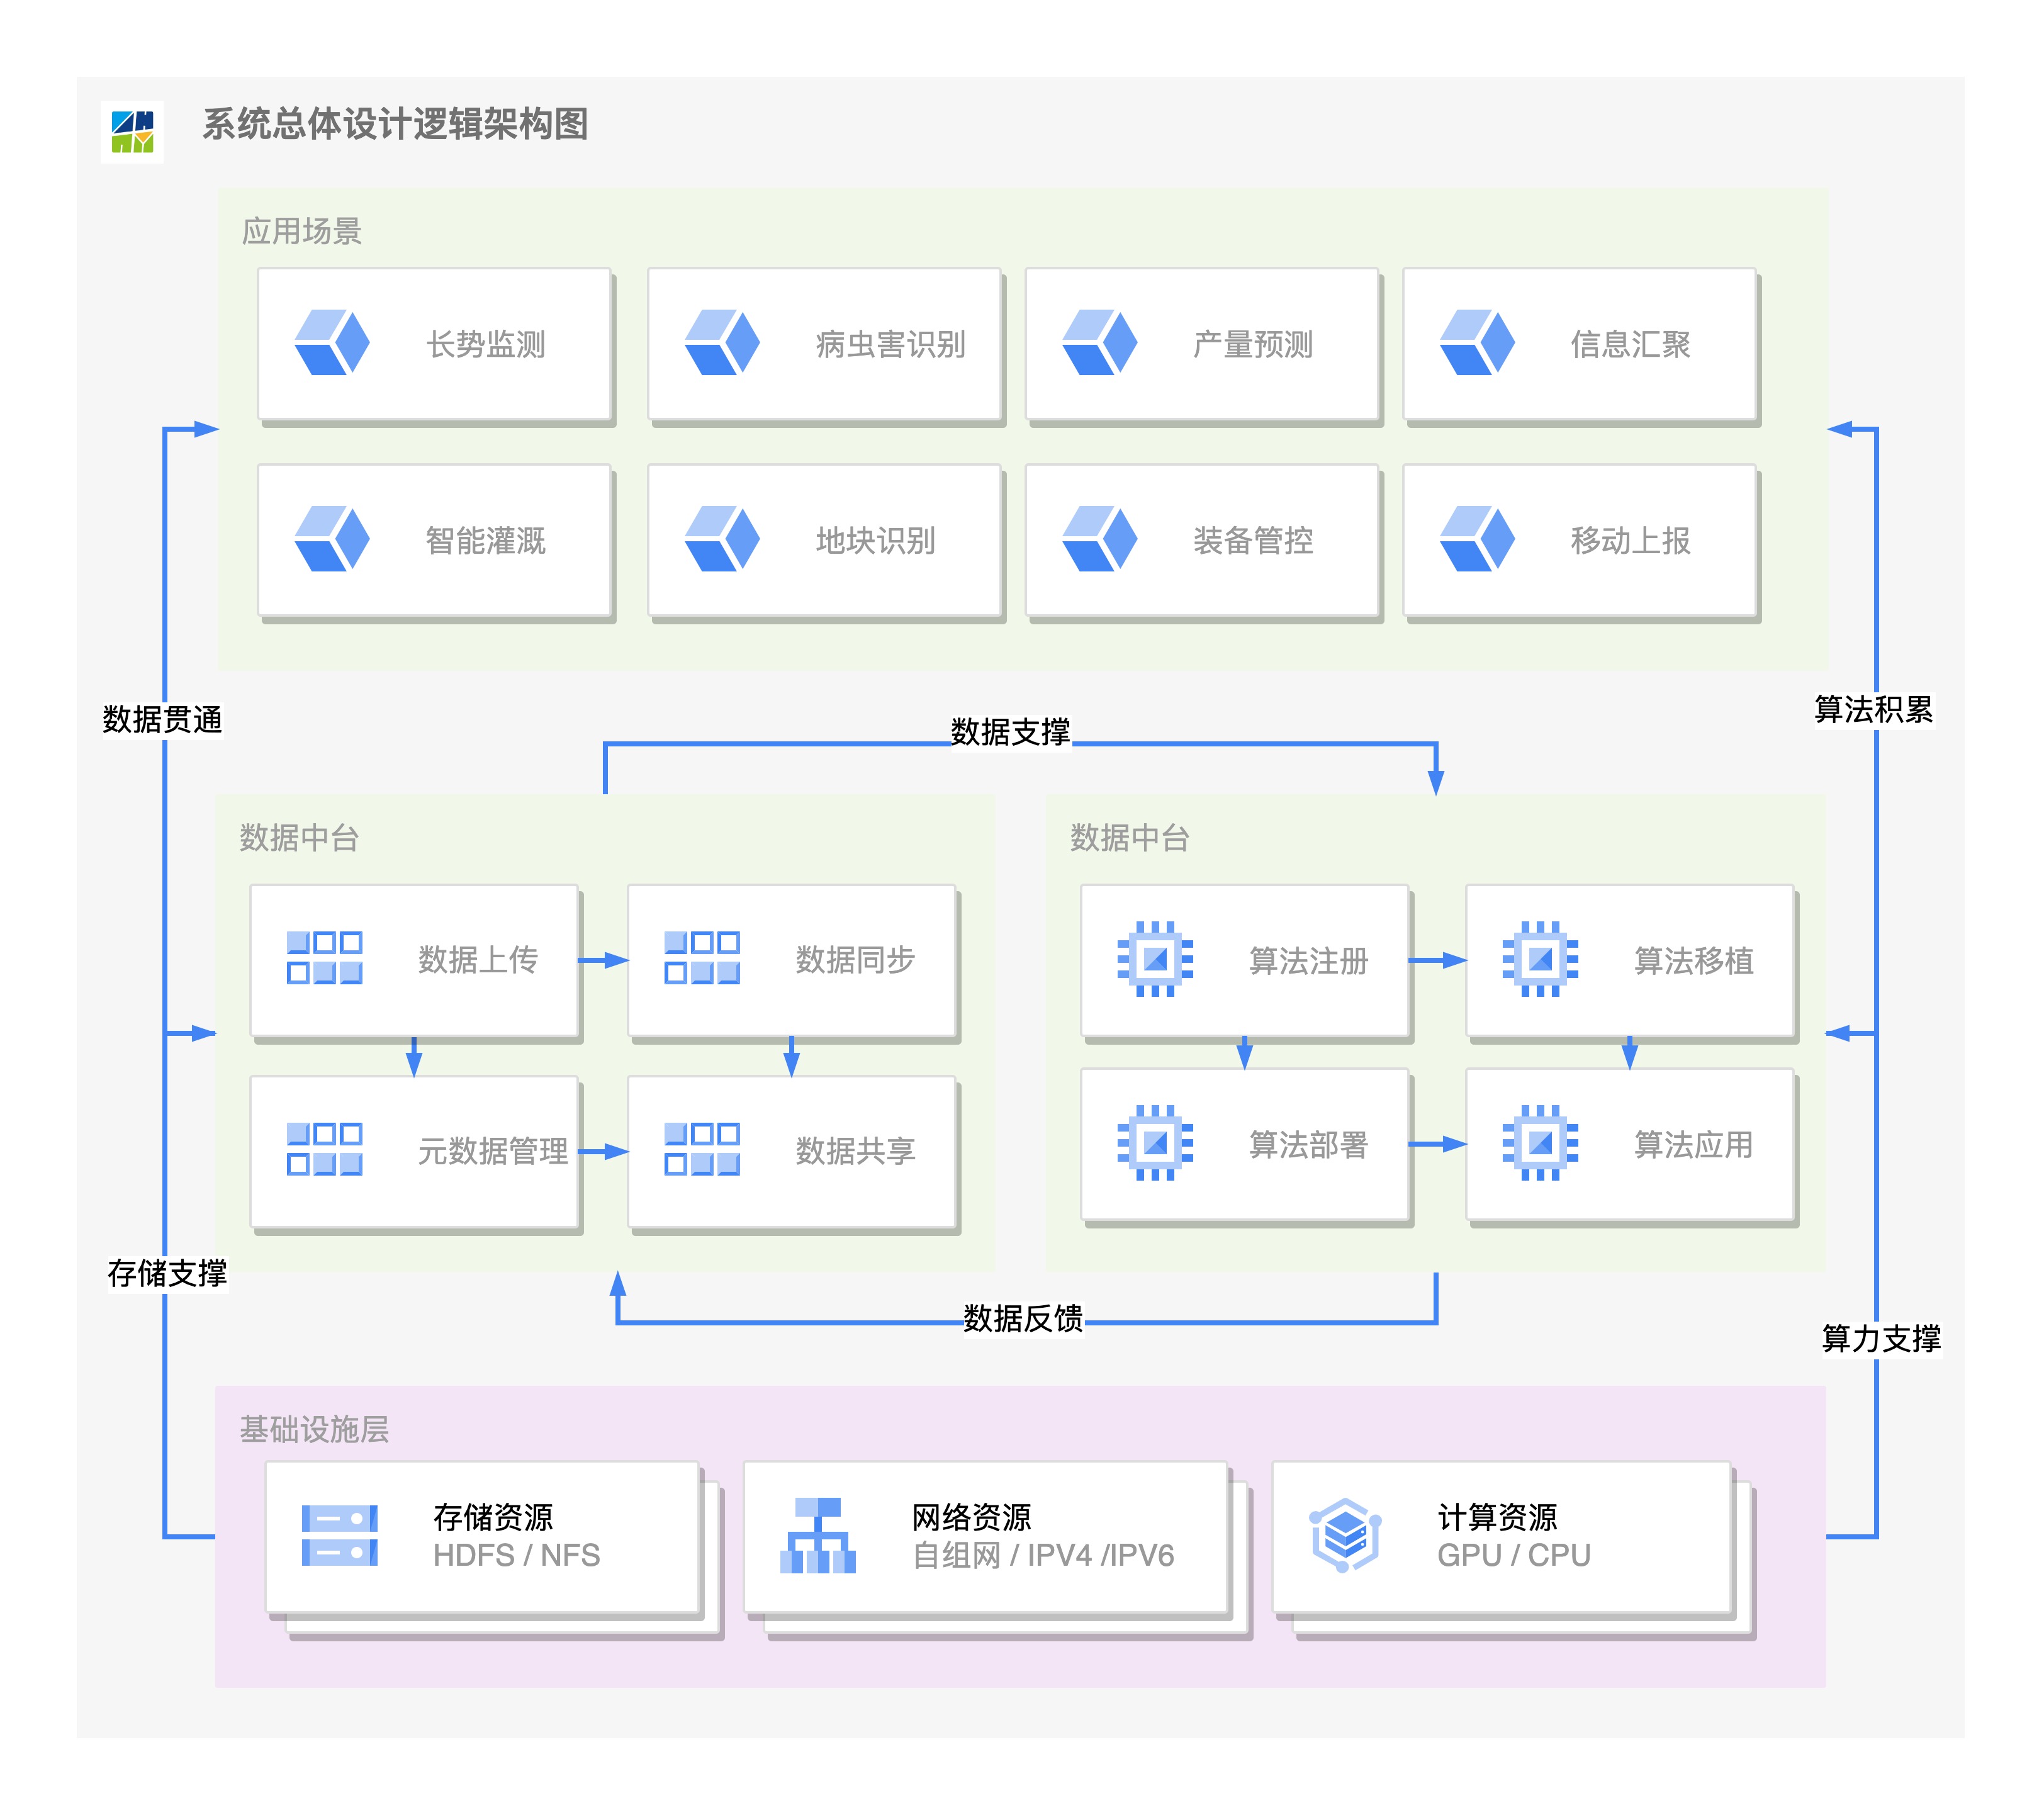 系统总体设计逻辑架构图
应用场景
长势监测
病虫害识别
产量预测
信息汇聚
智能灌溉
地块识别
装备管控
移动上报
数据贯通
算法积累
数据支撑
数据中台
数据上传
数据同步
元数据管理
数据共享
数据中台
算法注册
算法移植
算法部署
算法应用
存储支撑
数据反馈
算力支撑
基础设施层
存储资源
HDFS / NFS
网络资源
自组网 / IPV4 /IPV6
计算资源
GPU / CPU